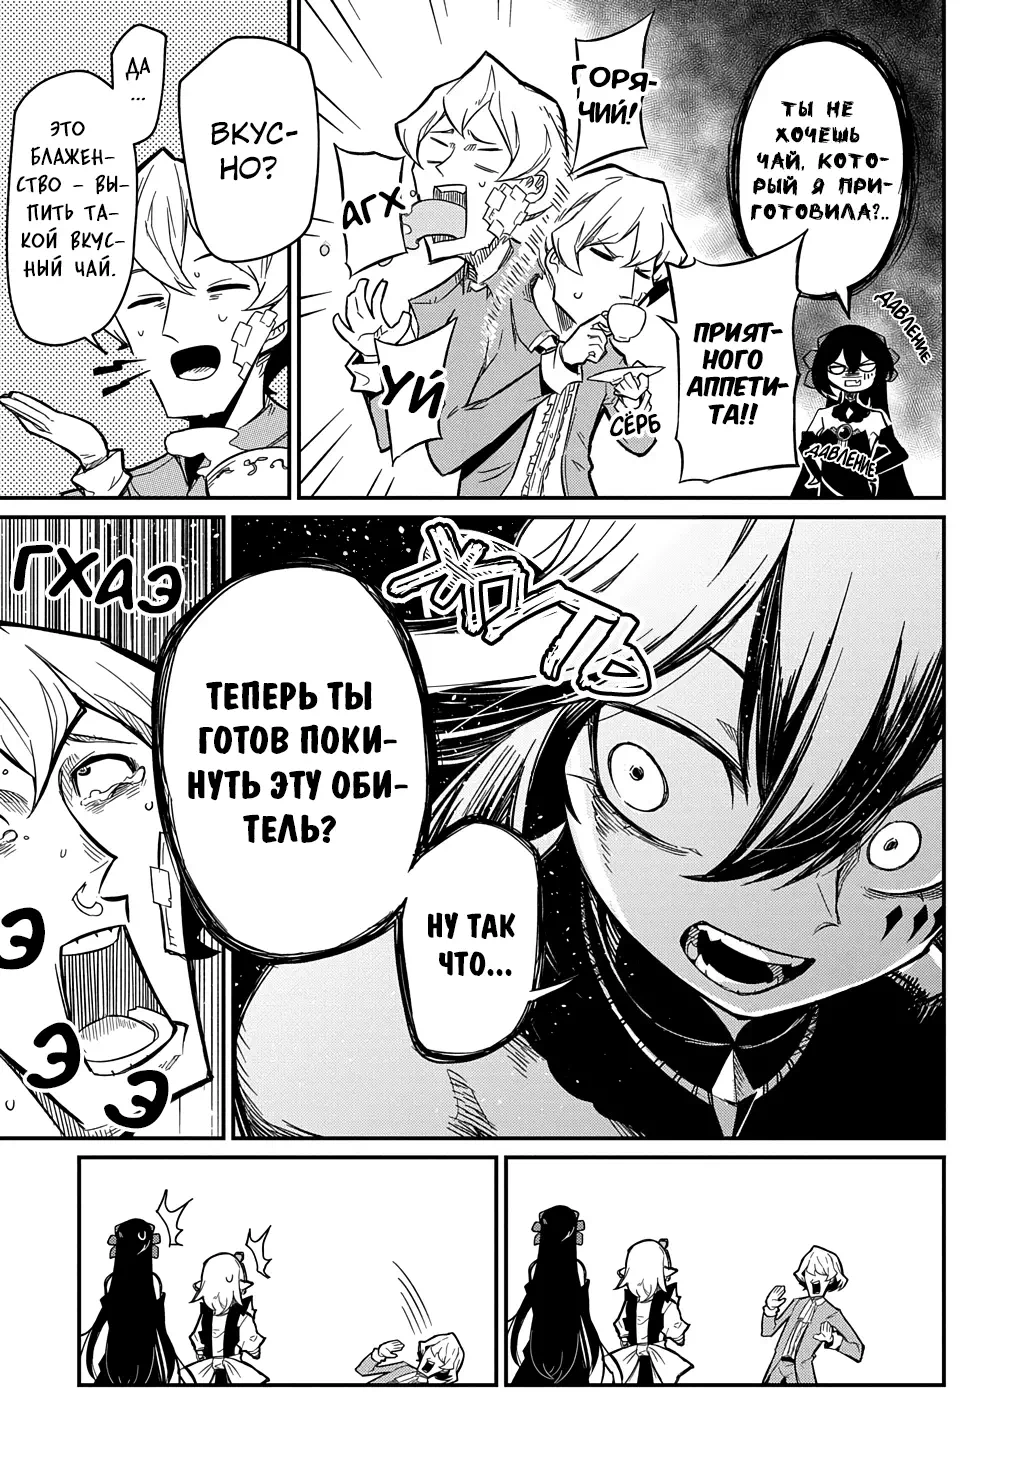 ТЫ НЕ
ХОЧЕШЬ
ЧАЙ, КОТ-
РЫЙ Я ПРИ-
ГОТОВИЛА?..
ДАВЛЕНИЕ
ДАВЛЕНИЕ
ПРИЯТ-
НОГО
АППЕТИ-
ТА!!
СЁРБ
ГОРЯ-
ЧИЙ!
АГХ
УЙ
ВКУС-
НО?
ДА
...
ЭТО
БЛАЖЕН-
СТВО – ВЫ-
ПИТЬ ТА-
КОЙ ВКУС-
НЫЙ ЧАЙ.
ЖУТЬ
ТЕПЕРЬ ТЫ
ГОТОВ ПОКИ-
НУТЬ ЭТУ ОБИ-
ТЕЛЬ?
НУ ТАК
ЧТО...
ГХАЭ
Э
Э
Э